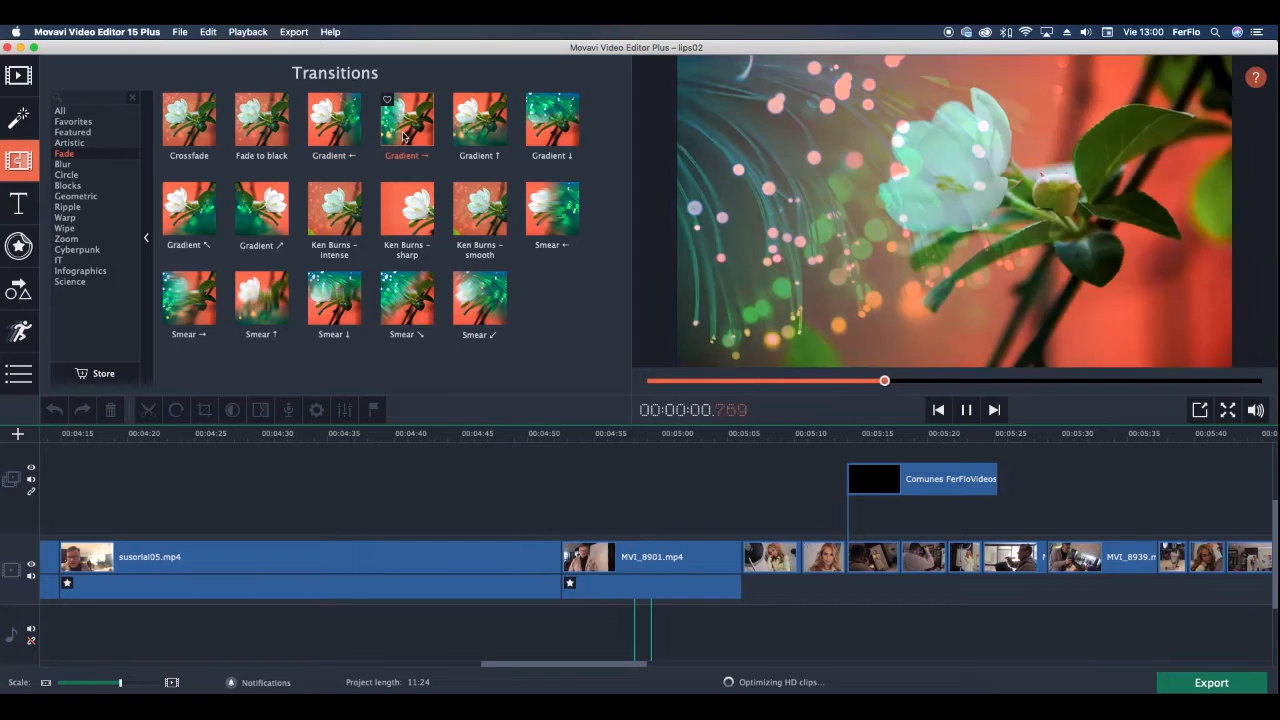 Movavi Video Editor 15 Plus File Edit Playback Export Help Vie 13:00 FerFlo
Movavi Video Editor Plus – lips02
Transitions
All
Favorites
Featured
Artistic
Fade
Blur
Circle
Blocks
Geometric
Ripple
Warp
Wipe
Zoom
Cyberpunk
IT
Infographics
Science
Store
Crossfade Fade to black Gradient ← Gradient → Gradient ↑ Gradient ↓
Gradient ↖ Gradient ↗ Ken Burns – intense Ken Burns – sharp Ken Burns – smooth Smear ←
Smear → Smear ↑ Smear ↓ Smear ↘ Smear ↙
?
00:00:00.769
00:04:15 00:04:20 00:04:25 00:04:30 00:04:35 00:04:40 00:04:45 00:04:50 00:04:55 00:05:00 00:05:05 00:05:10 00:05:15 00:05:20 00:05:25 00:05:30 00:05:35 00:05:40
Comunes FerFloVideos
susorial05.mp4 MVI_8901.mp4 MVI_8939.m
Scale: Notifications Project length: 11:24 Optimizing HD clips... Export